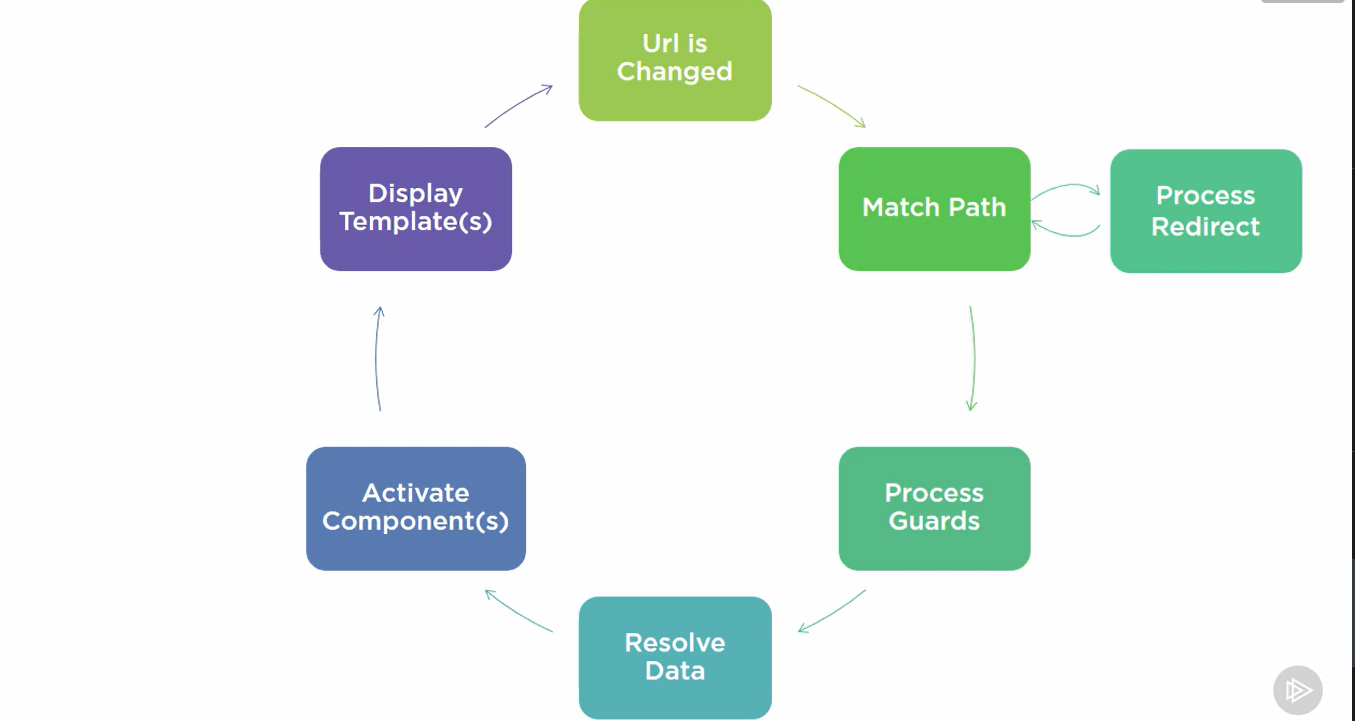 Url is
Changed
Match Path
Process
Redirect
Process
Guards
Resolve
Data
Activate
Component(s)
Display
Template(s)